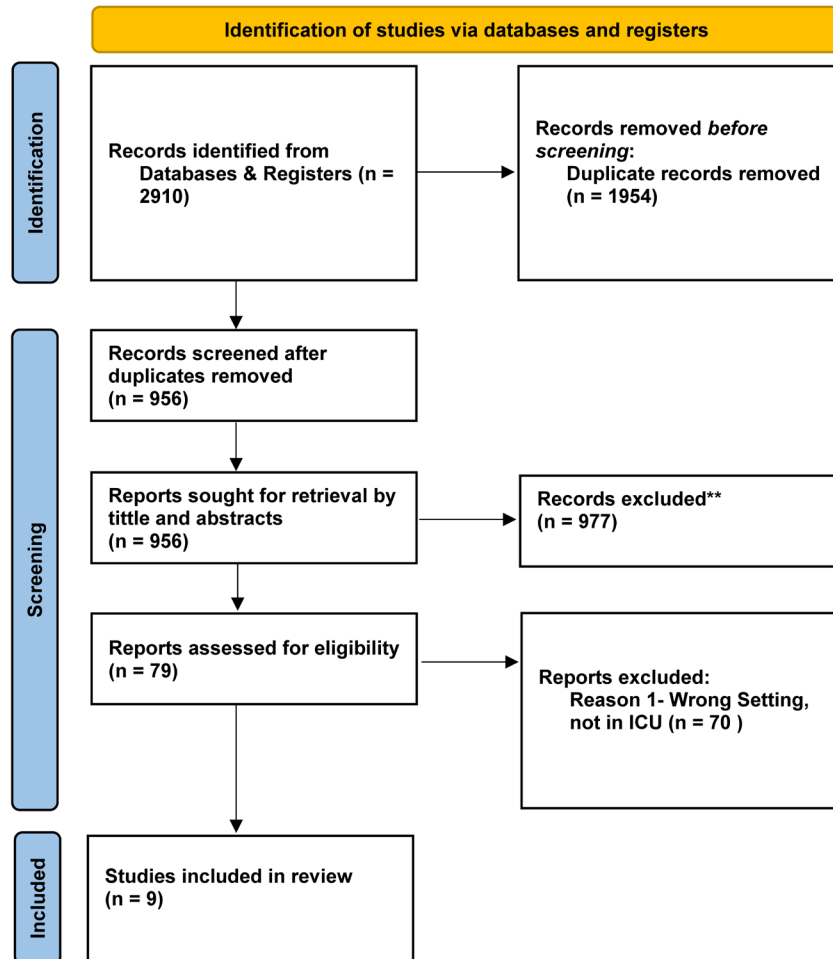 Identification of studies via databases and registers
Identification
Records identified from
Databases & Registers (n =
2910)
Records removed before
screening:
Duplicate records removed
(n = 1954)
Screening
Records screened after
duplicates removed
(n = 956)
Reports sought for retrieval by
tittle and abstracts
(n = 956)
Records excluded**
(n = 977)
Reports assessed for eligibility
(n = 79)
Reports excluded:
Reason 1- Wrong Setting,
not in ICU (n = 70 )
Included
Studies included in review
(n = 9)